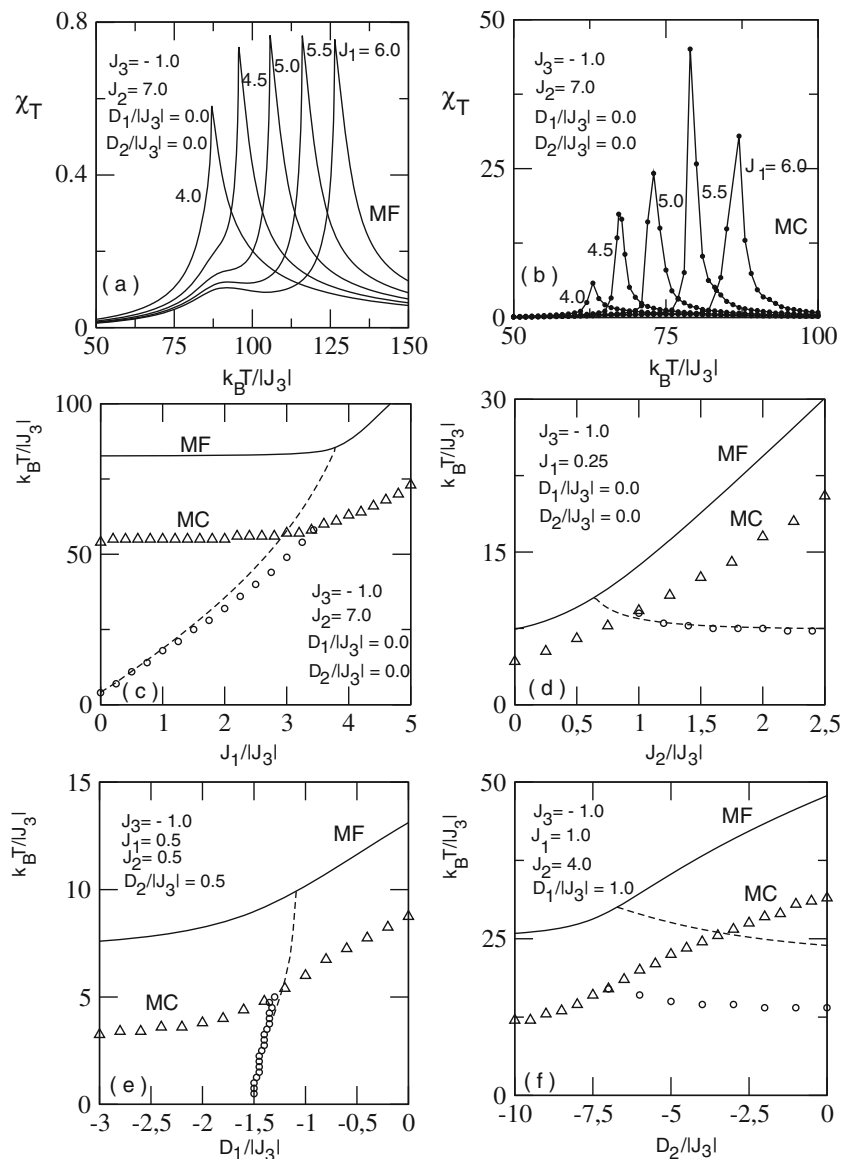 0.8
0.4
0
χT
J3= - 1.0
J2= 7.0
D1/|J3| = 0.0
D2/|J3| = 0.0
4.0
4.5
5.0
5.5
J1= 6.0
MF
( a )
50 75 100 125 150
kBT/|J3|
75
50
25
0
χT
J3= - 1.0
J2= 7.0
D1/|J3| = 0.0
D2/|J3| = 0.0
4.0
4.5
5.0
5.5
J1= 6.0
MC
( b )
50 75 100
kBT/|J3|
100
50
0
kBT/|J3|
MF
MC
J3= - 1.0
J2= 7.0
D1/|J3| = 0.0
D2/|J3| = 0.0
( c )
0 1 2 3 4 5
J1/|J3|
30
15
0
kBT/|J3|
J3= - 1.0
J1= 0.25
D1/|J3| = 0.0
D2/|J3| = 0.0
MF
MC
( d )
0 0,5 1 1,5 2 2,5
J2/|J3|
15
10
5
0
kBT/|J3|
J3= - 1.0
J1= 0.5
J2= 0.5
D2/|J3| = 0.5
MF
MC
( e )
-3 -2,5 -2 -1,5 -1 -0,5 0
D1/|J3|
50
25
0
kBT/|J3|
J3= - 1.0
J1= 1.0
J2= 4.0
D1/|J3| = 1.0
MF
MC
( f )
-10 -7,5 -5 -2,5 0
D2/|J3|